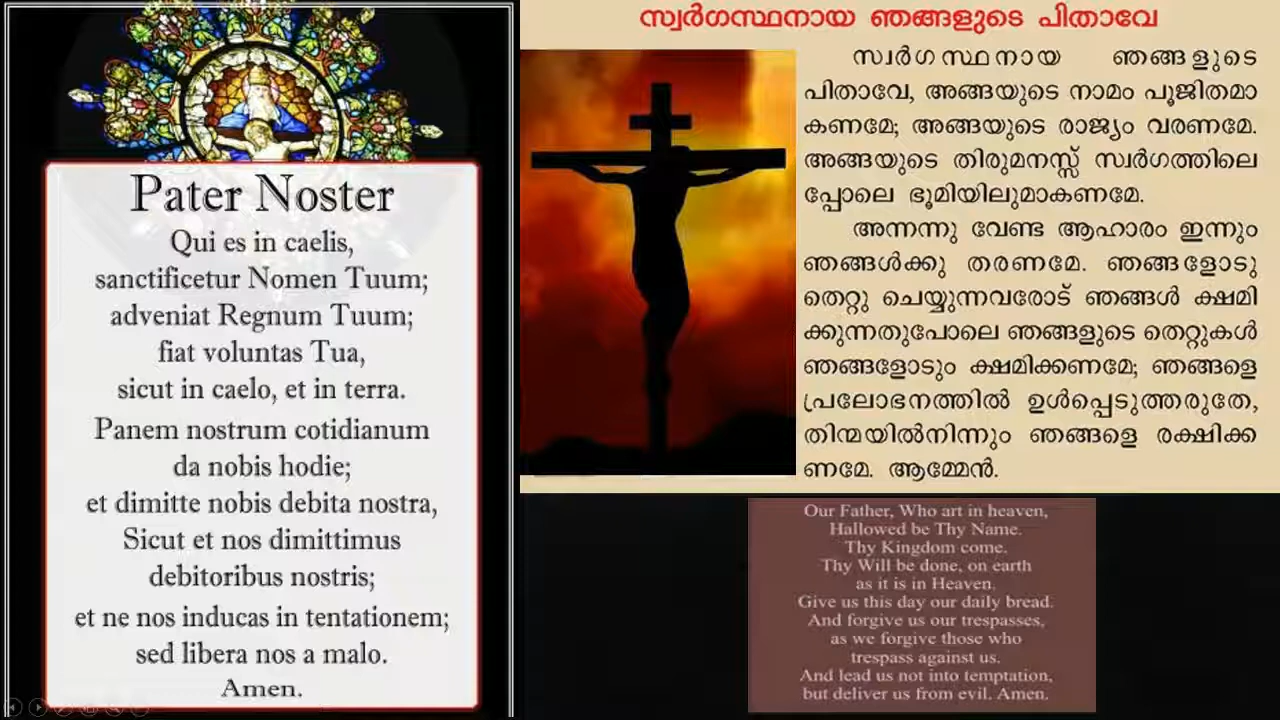 Pater Noster
Qui es in caelis,
sanctificetur Nomen Tuum;
adveniat Regnum Tuum;
fiat voluntas Tua,
sicut in caelo, et in terra.
Panem nostrum cotidianum
da nobis hodie;
et dimitte nobis debita nostra,
Sicut et nos dimittimus
debitoribus nostris;
et ne nos inducas in tentationem;
sed libera nos a malo.
Amen.
സ്വർഗസ്ഥനായ ഞങ്ങളുടെ പിതാവേ
സ്വർഗസ്ഥനായ ഞങ്ങളുടെ
പിതാവേ, അങ്ങയുടെ നാമം പൂജിതമാ
കണമേ; അങ്ങയുടെ രാജ്യം വരണമേ.
അങ്ങയുടെ തിരുമനസ്സ് സ്വർഗത്തിലെ
പ്പോലെ ഭൂമിയിലുമാകണമേ.
അന്നന്നു വേണ്ട ആഹാരം ഇന്നും
ഞങ്ങൾക്കു തരണമേ. ഞങ്ങളോടു
തെറ്റു ചെയ്യുന്നവരോട് ഞങ്ങൾ ക്ഷമി
ക്കുന്നതുപോലെ ഞങ്ങളുടെ തെറ്റുകൾ
ഞങ്ങളോടും ക്ഷമിക്കണമേ; ഞങ്ങളെ
പ്രലോഭനത്തിൽ ഉൾപ്പെടുത്തരുതേ,
തിന്മയിൽനിന്നും ഞങ്ങളെ രക്ഷിക്ക
ണമേ. ആമ്മേൻ.
Our Father, Who art in heaven,
Hallowed be Thy Name.
Thy Kingdom come.
Thy Will be done, on earth
as it is in Heaven.
Give us this day our daily bread.
And forgive us our trespasses,
as we forgive those who
trespass against us.
And lead us not into temptation,
but deliver us from evil. Amen.